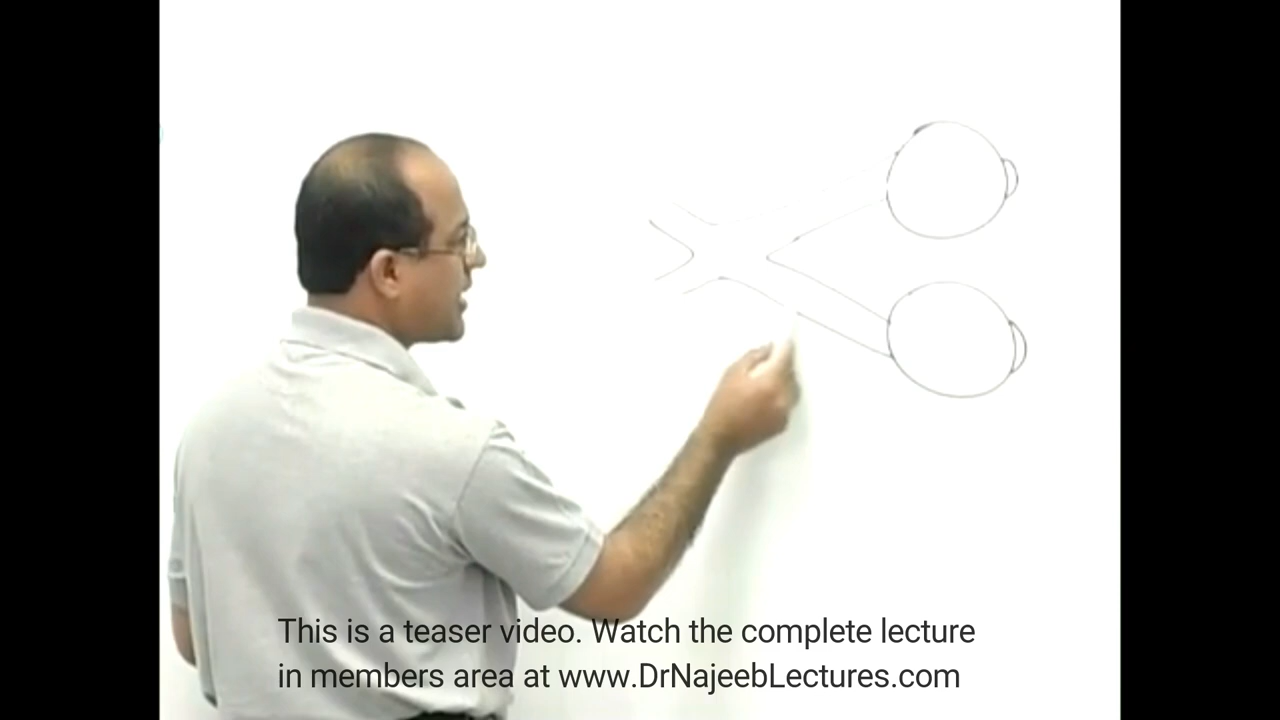 This is a teaser video. Watch the complete lecture
in members area at www.DrNajeebLectures.com